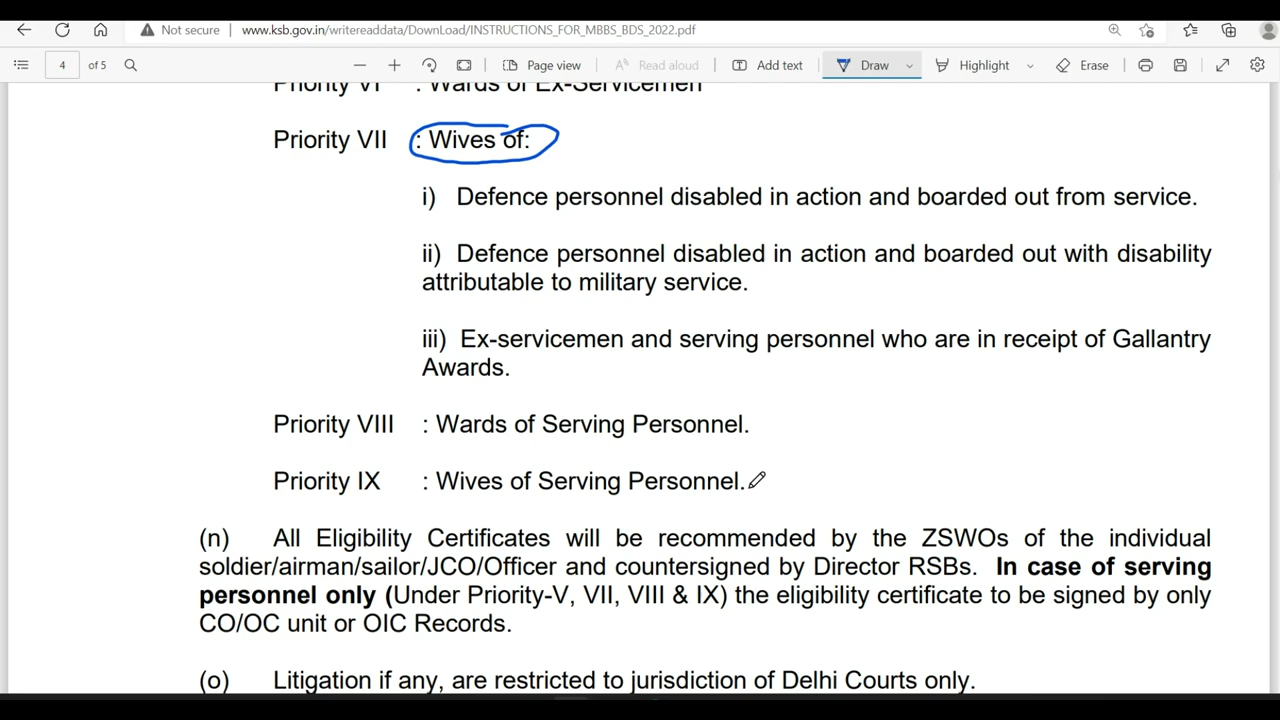 Not secure | www.ksb.gov.in/writereaddata/DownLoad/INSTRUCTIONS_FOR_MBBS_BDS_2022.pdf
4 of 5 Page view Read aloud Add text Draw Highlight Erase
Priority VI : Wards of Ex-Servicemen
Priority VII : Wives of:
i) Defence personnel disabled in action and boarded out from service.
ii) Defence personnel disabled in action and boarded out with disability
attributable to military service.
iii) Ex-servicemen and serving personnel who are in receipt of Gallantry
Awards.
Priority VIII : Wards of Serving Personnel.
Priority IX : Wives of Serving Personnel.
(n) All Eligibility Certificates will be recommended by the ZSWOs of the individual
soldier/airman/sailor/JCO/Officer and countersigned by Director RSBs. In case of serving
personnel only (Under Priority-V, VII, VIII & IX) the eligibility certificate to be signed by only
CO/OC unit or OIC Records.
(o) Litigation if any, are restricted to jurisdiction of Delhi Courts only.